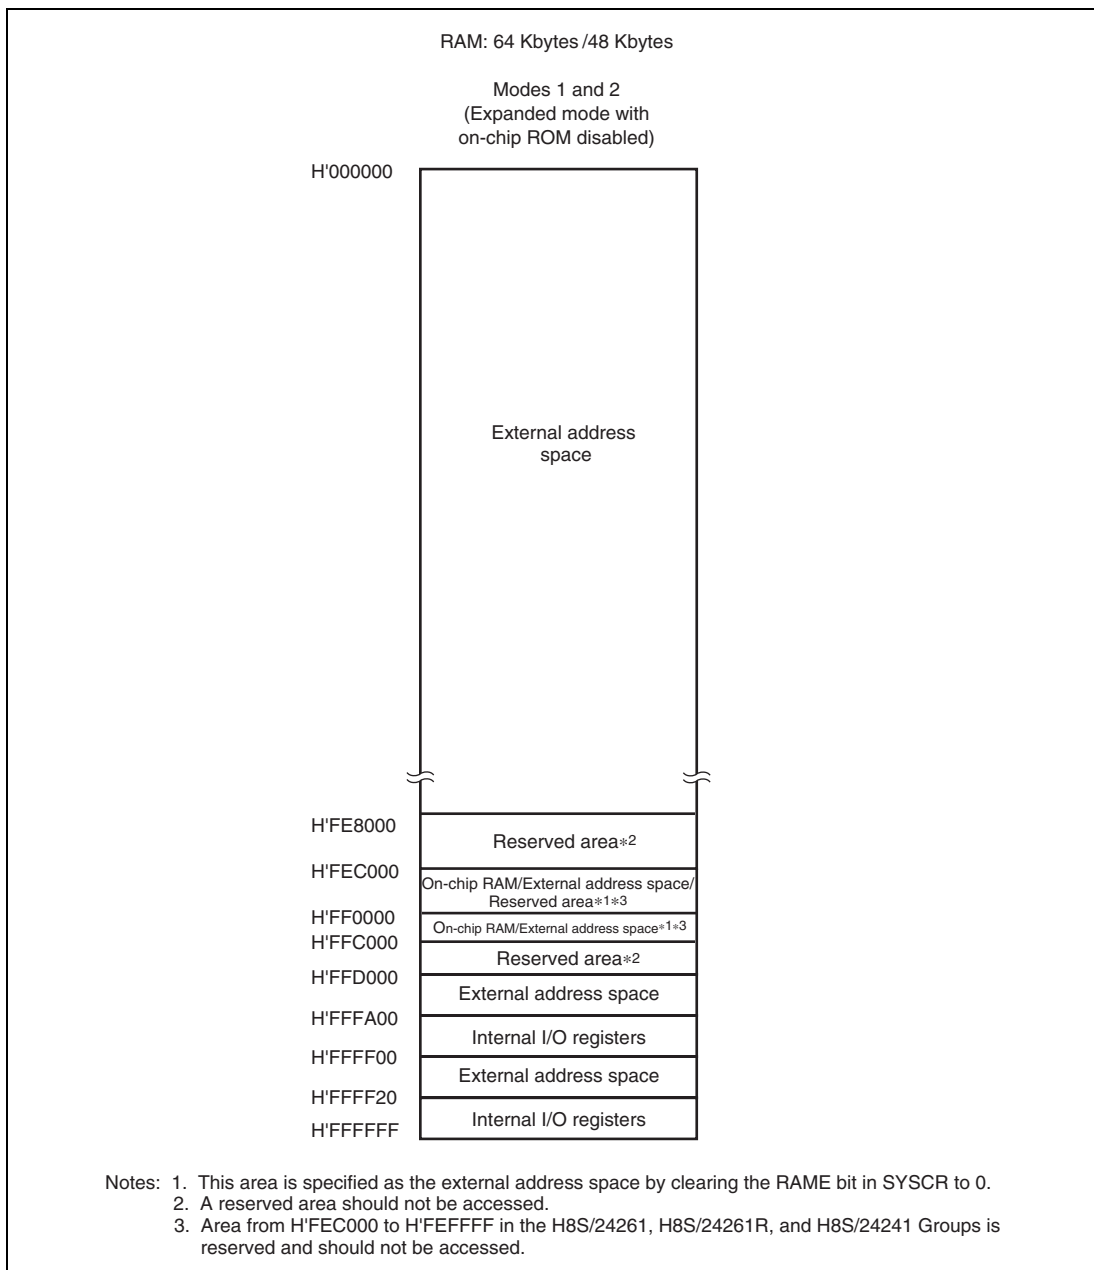 RAM: 64 Kbytes /48 Kbytes
Modes 1 and 2
(Expanded mode with
on-chip ROM disabled)
H'000000
External address
space
H'FE8000
Reserved area*2
H'FEC000
On-chip RAM/External address space/
Reserved area*1*3
H'FF0000
On-chip RAM/External address space*1*3
H'FFC000
Reserved area*2
H'FFD000
External address space
H'FFFA00
Internal I/O registers
H'FFFF00
External address space
H'FFFF20
Internal I/O registers
H'FFFFFF
Notes: 1. This area is specified as the external address space by clearing the RAME bit in SYSCR to 0.
2. A reserved area should not be accessed.
3. Area from H'FEC000 to H'FEFFFF in the H8S/24261, H8S/24261R, and H8S/24241 Groups is
reserved and should not be accessed.